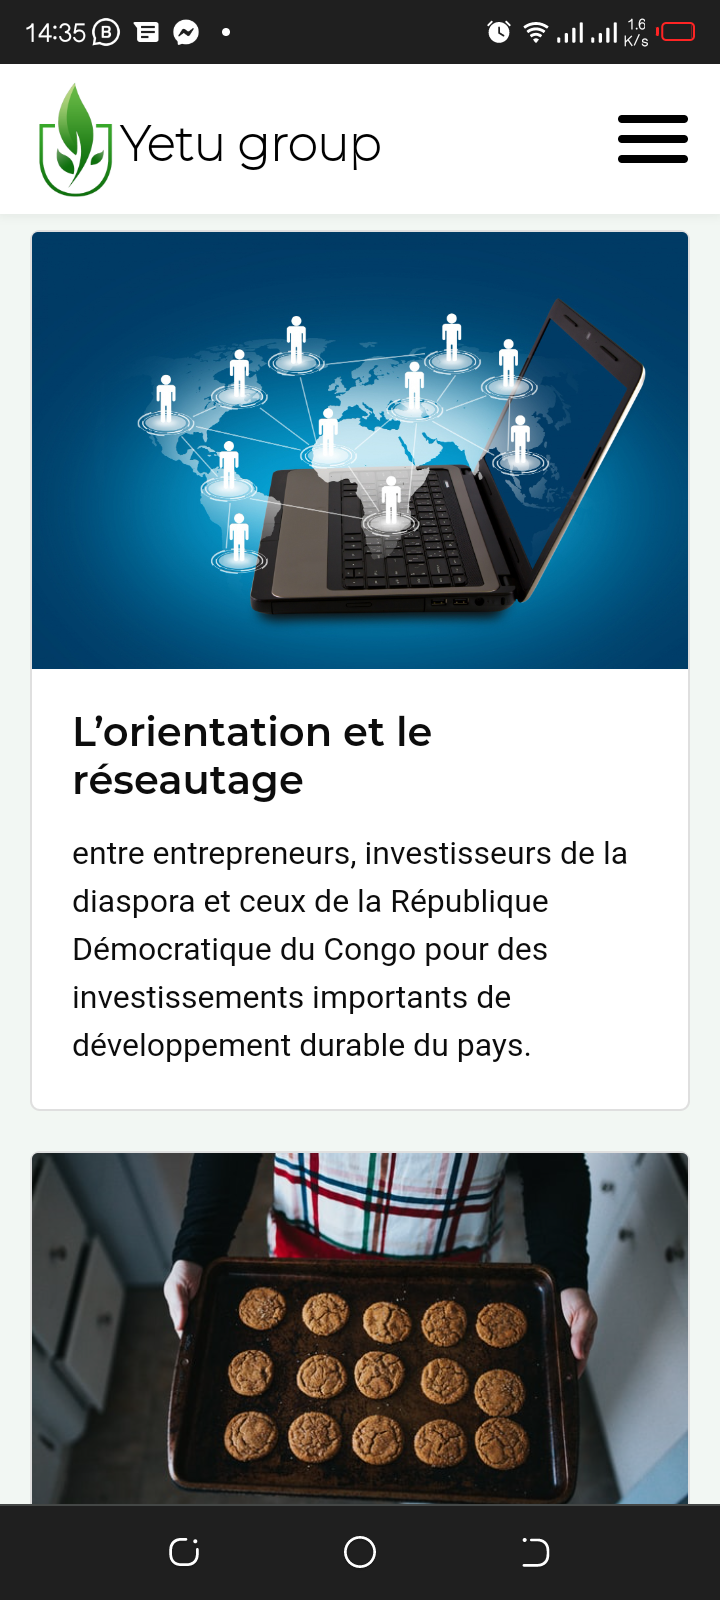 14:35
1.6
K/s
Yetu group
L’orientation et le
réseautage
entre entrepreneurs, investisseurs de la
diaspora et ceux de la République
Démocratique du Congo pour des
investissements importants de
développement durable du pays.